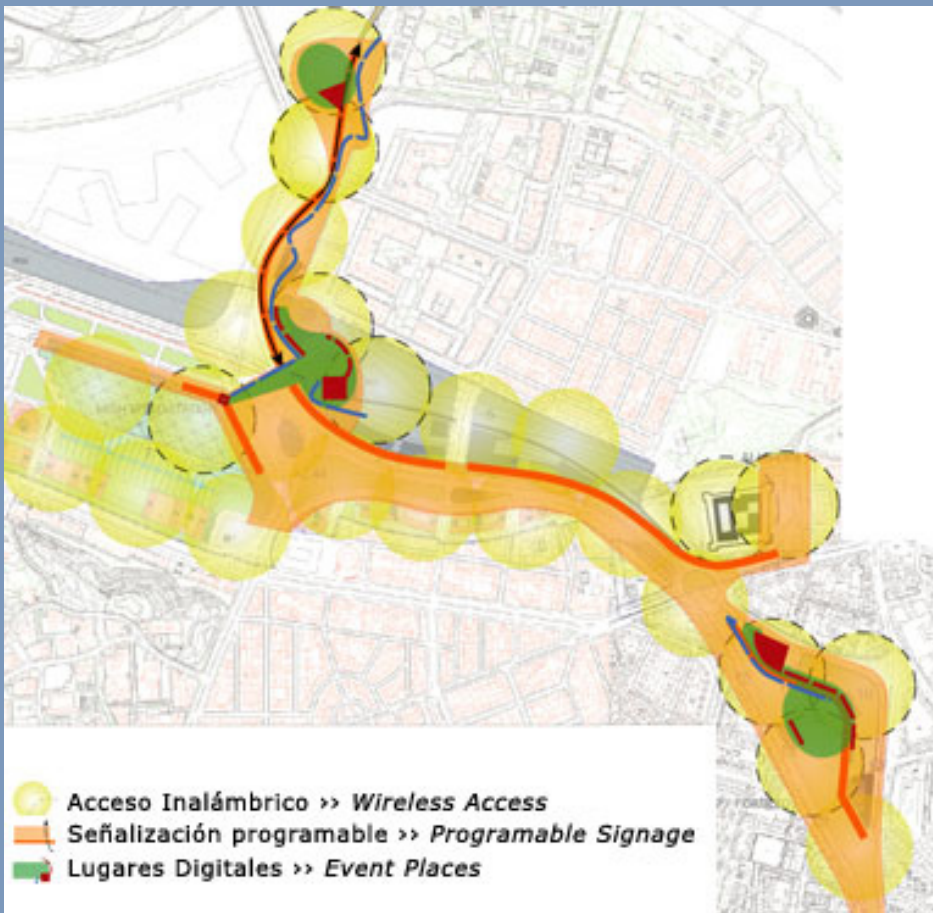 Acceso Inalámbrico ›› Wireless Access
Señalización programable ›› Programable Signage
Lugares Digitales ›› Event Places